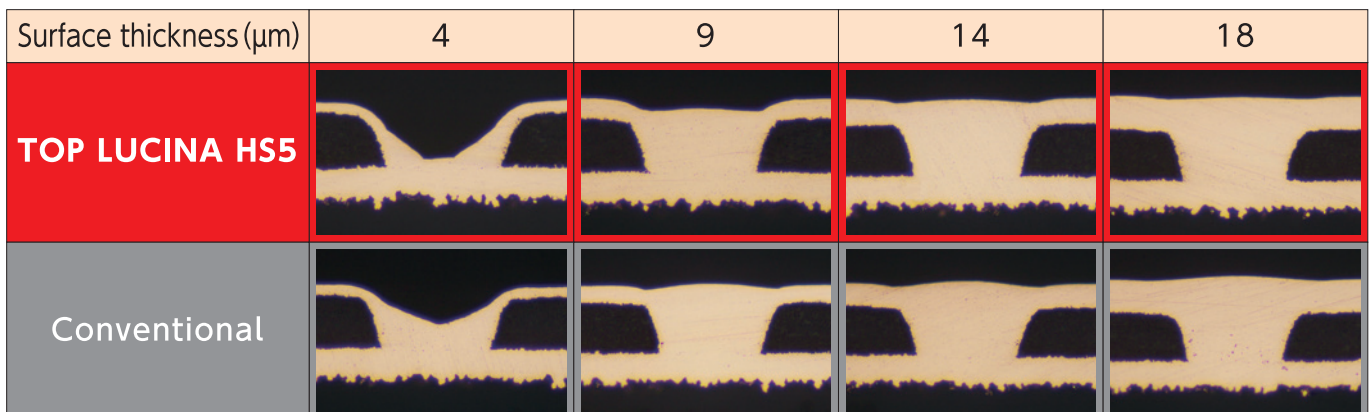 Surface thickness (μm) 4 9 14 18
TOP LUCINA HS5
Conventional